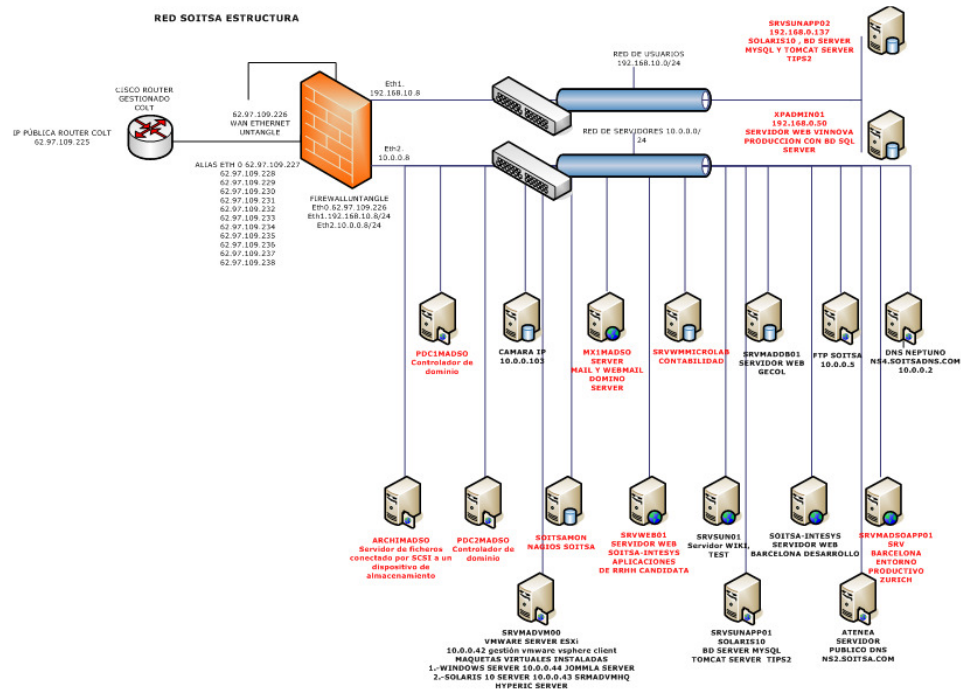 RED SOITSA ESTRUCTURA
SRVSUNAPP02
192.168.0.137
SOLARIS10 , BD SERVER
MYSQL Y TOMCAT SERVER
TIPS2
RED DE USUARIOS
192.168.10.0/24
Eth1.
192.168.10.8
CISCO ROUTER
GESTIONADO
COLT
62.97.109.226
WAN ETHERNET
UNTANGLE
IP PÚBLICA ROUTER COLT
62.97.109.225
XPADMIN01
192.168.0.50
SERVIDOR WEB VINNOVA
PRODUCCION CON BD SQL
SERVER
RED DE SERVIDORES 10.0.0.0/
24
Eth2.
10.0.0.8
ALIAS ETH 0 62.97.109.227
62.97.109.228
62.97.109.229
62.97.109.230
62.97.109.231
62.97.109.232
62.97.109.233
62.97.109.234
62.97.109.235
62.97.109.236
62.97.109.237
62.97.109.238
FIREWALLUNTANGLE
Eth0.62.97.109.226
Eth1.192.168.10.8/24
Eth2.10.0.0.8/24
PDC1MADSO
Controlador de
dominio
CAMARA IP
10.0.0.103
MX1MADSO
SERVER
MAIL Y WEBMAIL
DOMINO
SERVER
SRVWMMICROLAB
CONTABILIDAD
SRVMADDB01
SERVIDOR WEB
GECOL
FTP SOITSA
10.0.0.5
DNS NEPTUNO
NS4.SOITSADNS.COM
10.0.0.2
ARCHIMADSO
Servidor de ficheros
conectado por SCSI a un
dispositivo de
almacenamiento
PDC2MADSO
Controlador de
dominio
SOITSAMON
NAGIOS SOITSA
SRVWEB01
SERVIDOR WEB
SOITSA-INTESYS
APLICACIONES
DE RRHH CANDIDATA
SRVSUN01
Servidor WIKI,
TEST
SOITSA-INTESYS
SERVIDOR WEB
BARCELONA DESARROLLO
SRVMADSOAPP01
SRV
BARCELONA
ENTORNO
PRODUCTIVO
ZURICH
SRVMADVM00
VMWARE SERVER ESXi
10.0.0.42 gestión vmware vsphere client
MAQUETAS VIRTUALES INSTALADAS
1.-WINDOWS SERVER 10.0.0.44 JOMMLA SERVER
2.-SOLARIS 10 SERVER 10.0.0.43 SRMADVMHQ
HYPERIC SERVER
SRVSUNAPP01
SOLARIS10
BD SERVER MYSQL
TOMCAT SERVER TIPS2
ATENEA
SERVIDOR
PUBLICO DNS
NS2.SOITSA.COM